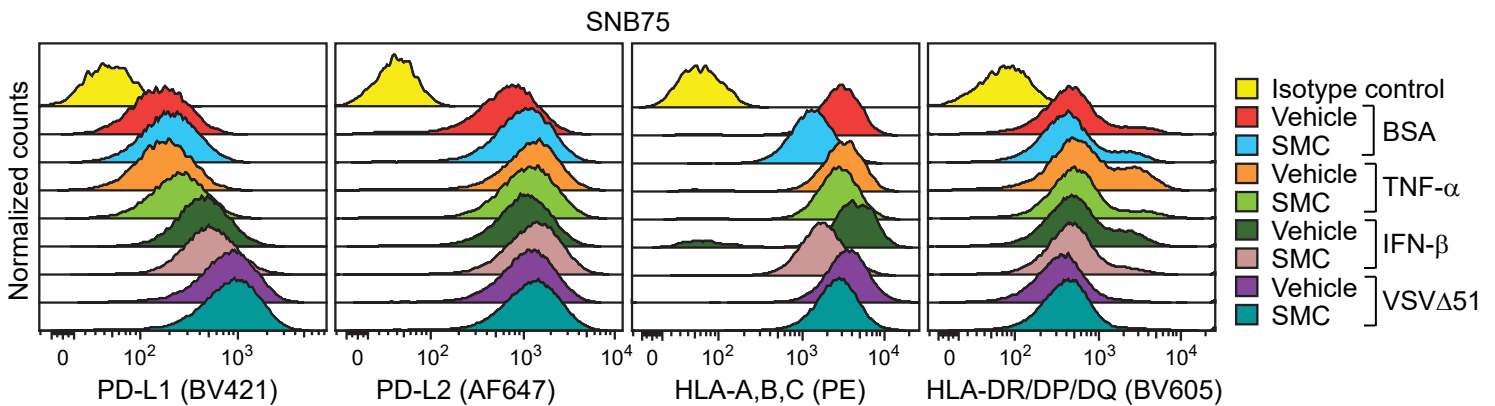 SNB75
Normalized counts
0 10² 10³
PD-L1 (BV421)
0 10² 10³ 10⁴
PD-L2 (AF647)
0 10² 10³ 10⁴
HLA-A,B,C (PE)
0 10² 10³ 10⁴
HLA-DR/DP/DQ (BV605)
Isotype control
Vehicle
SMC
BSA
Vehicle
SMC
TNF-α
Vehicle
SMC
IFN-β
Vehicle
SMC
VSVΔ51